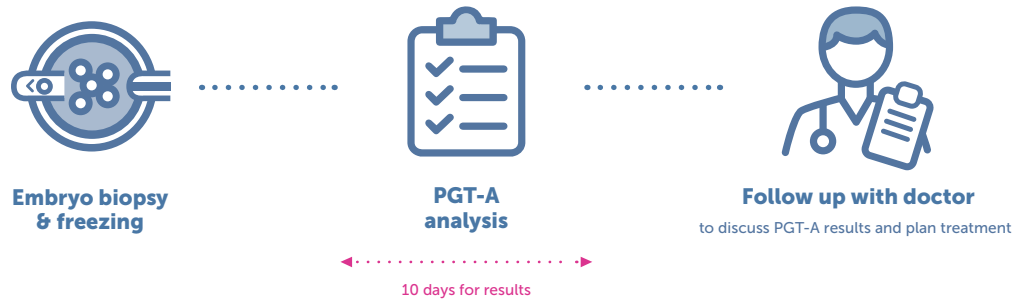 Embryo biopsy
& freezing
PGT-A
analysis
Follow up with doctor
to discuss PGT-A results and plan treatment
10 days for results